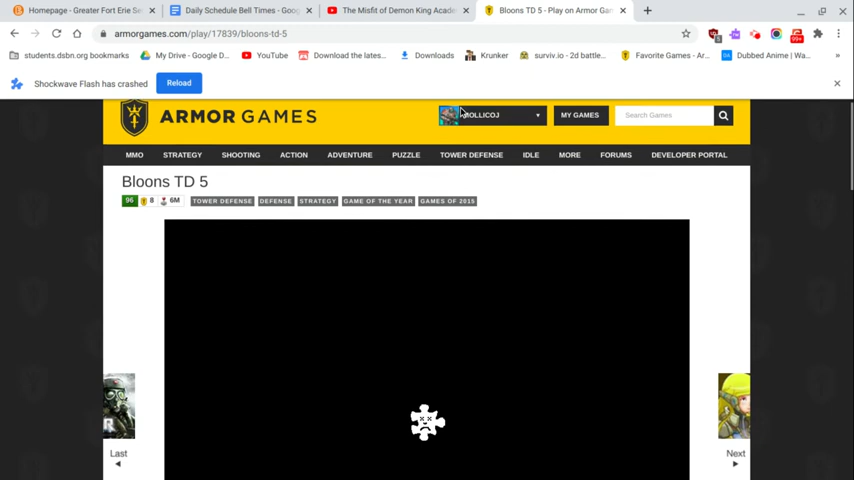 Homepage - Greater Fort Erie Se
Daily Schedule Bell Times - Goog
The Misfit of Demon King Acade
Bloons TD 5 - Play on Armor Gam
armorgames.com/play/17839/bloons-td-5
99+
students.dsbn.org bookmarks
My Drive - Google D...
YouTube
Download the lates...
Downloads
Krunker
surviv.io - 2d battle...
Favorite Games - Ar...
Dubbed Anime | Wa...
»
Shockwave Flash has crashed
Reload
ARMOR GAMES
MY GAMES
Search Games
MMO STRATEGY SHOOTING ACTION ADVENTURE PUZZLE TOWER DEFENSE IDLE MORE FORUMS DEVELOPER PORTAL
Bloons TD 5
96 8 6M TOWER DEFENSE DEFENSE STRATEGY GAME OF THE YEAR GAMES OF 2015
Last
Next